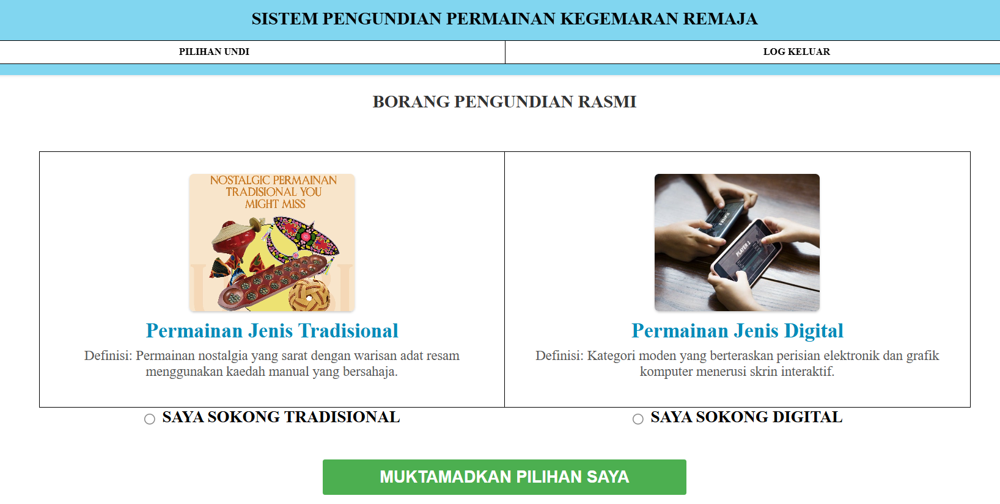 SISTEM PENGUNDIAN PERMAINAN KEGEMARAN REMAJA
PILIHAN UNDI
LOG KELUAR
BORANG PENGUNDIAN RASMI
NOSTALGIC PERMAINAN
TRADISIONAL YOU
MIGHT MISS
PLAYER 2
PLAYER 1
Permainan Jenis Tradisional
Definisi: Permainan nostalgia yang sarat dengan warisan adat resam
menggunakan kaedah manual yang bersahaja.
Permainan Jenis Digital
Definisi: Kategori moden yang berteraskan perisian elektronik dan grafik
komputer menerusi skrin interaktif.
SAYA SOKONG TRADISIONAL
SAYA SOKONG DIGITAL
MUKTAMADKAN PILIHAN SAYA